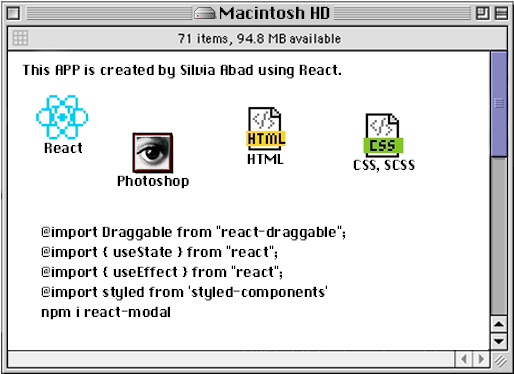 Macintosh HD
71 items, 94.8 MB available
This APP is created by Silvia Abad using React.
React
Photoshop
HTML
HTML
CSS
CSS, SCSS
@import Draggable from "react-draggable";
@import { useState } from "react";
@import { useEffect } from "react";
@import styled from 'styled-components'
npm i react-modal